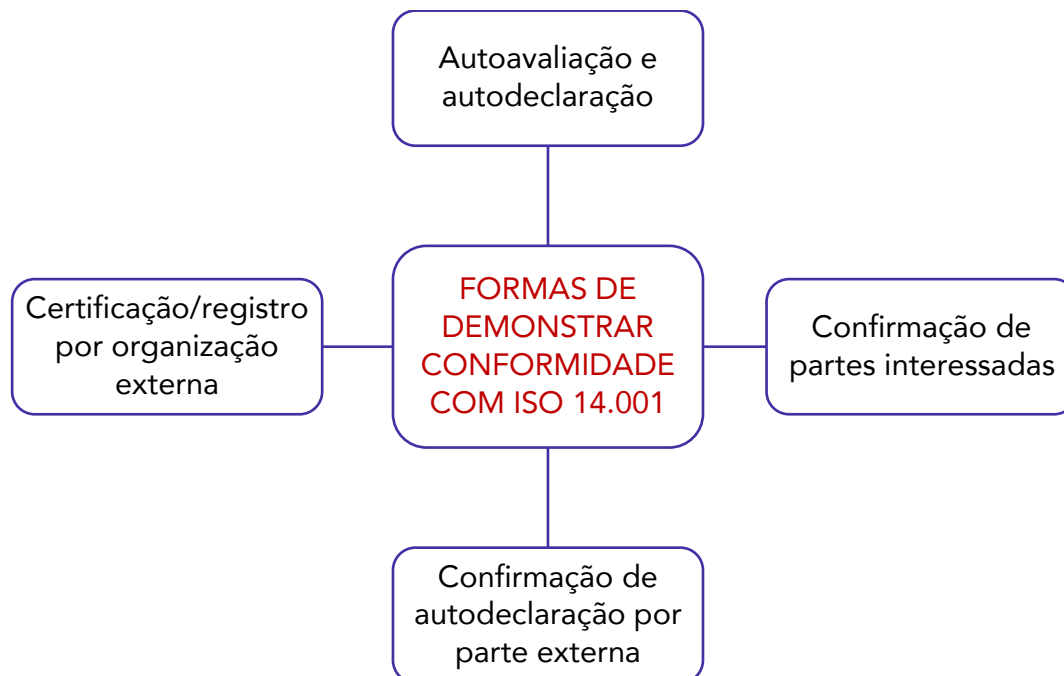 Autoavaliação e
autodeclaração
Certificação/registro
por organização
externa
FORMAS DE
DEMONSTRAR
CONFORMIDADE
COM ISO 14.001
Confirmação de
partes interessadas
Confirmação de
autodeclaração por
parte externa